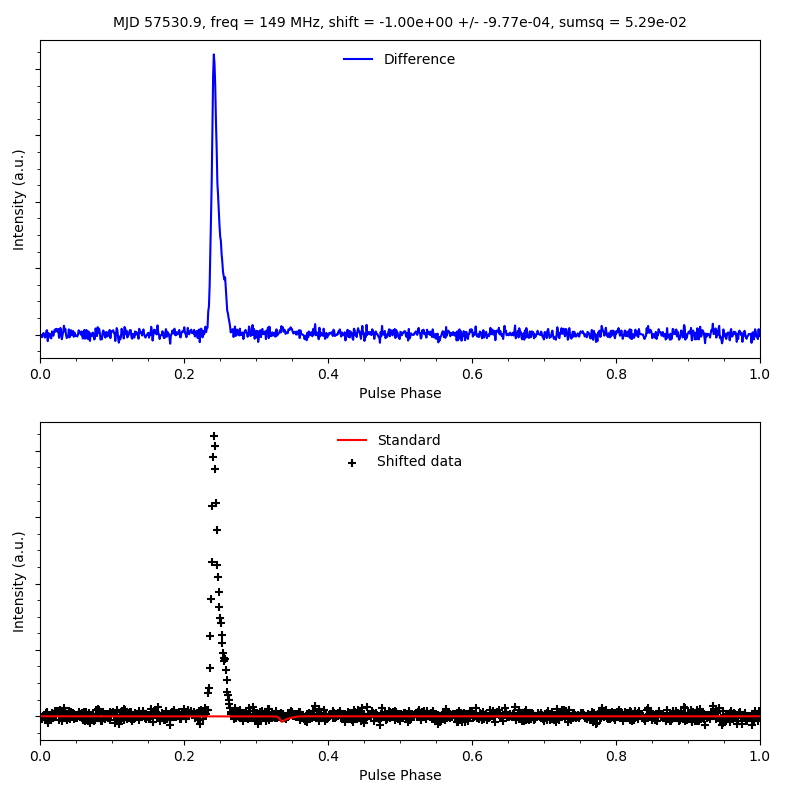 MJD 57530.9, freq = 149 MHz, shift = -1.00e+00 +/- -9.77e-04, sumsq = 5.29e-02
Difference
Intensity (a.u.)
0.0 0.2 0.4 0.6 0.8 1.0
Pulse Phase
Standard
Shifted data
Intensity (a.u.)
0.0 0.2 0.4 0.6 0.8 1.0
Pulse Phase